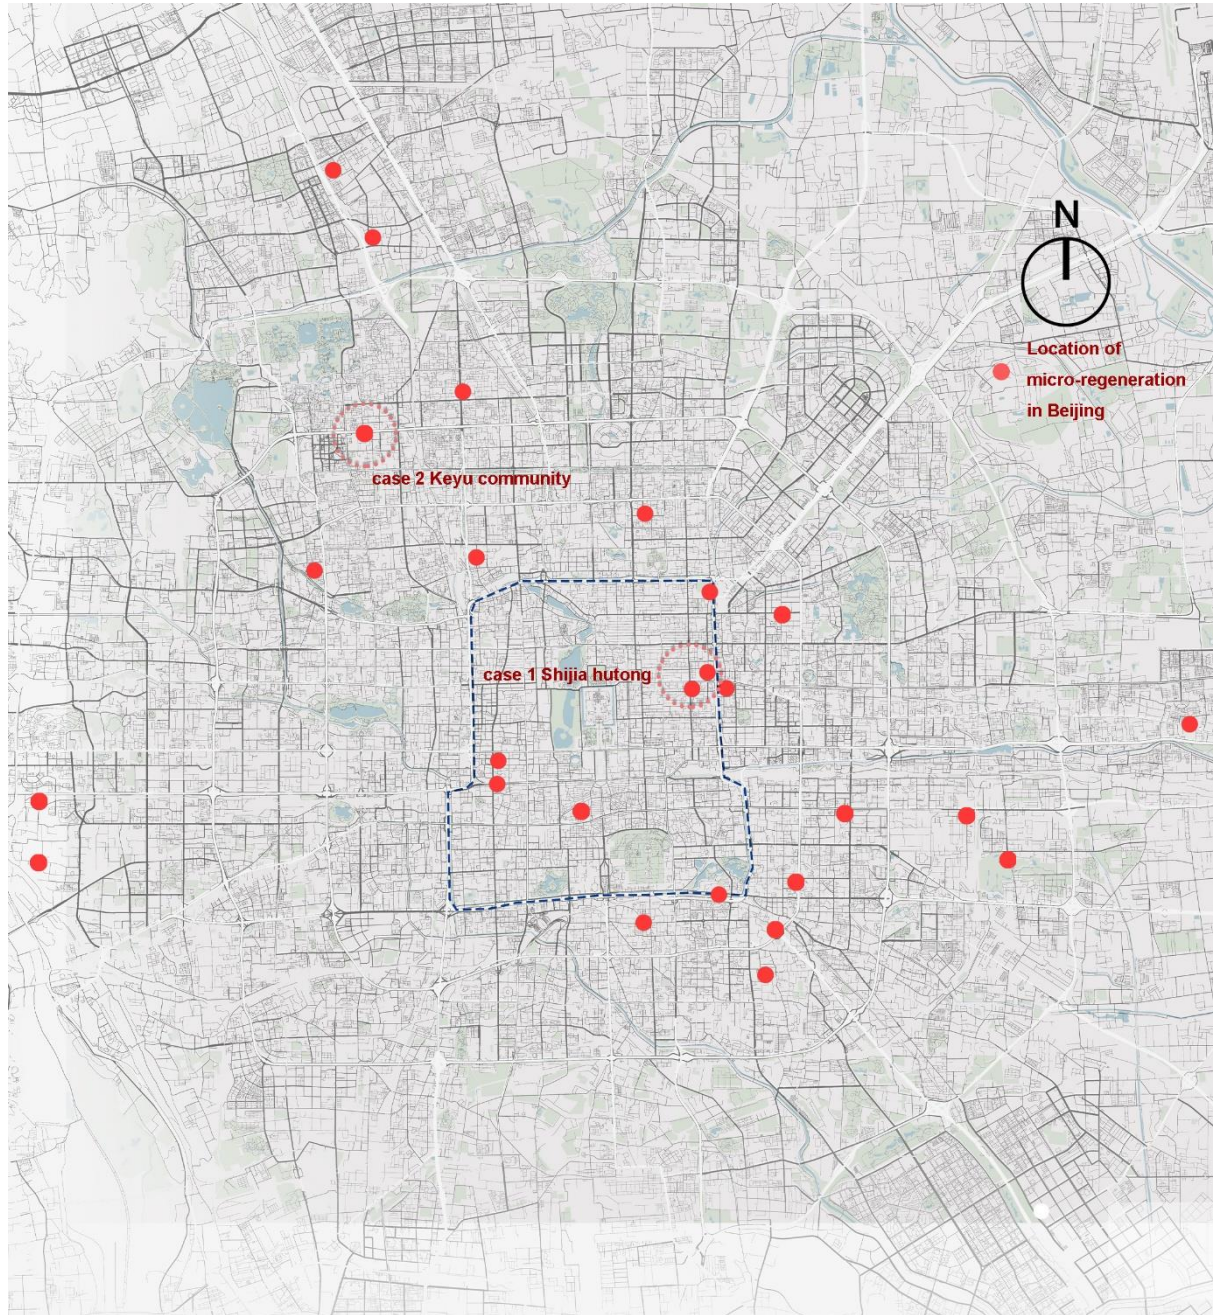 N
Location of
micro-regeneration
in Beijing
case 2 Keyu community
case 1 Shijia hutong